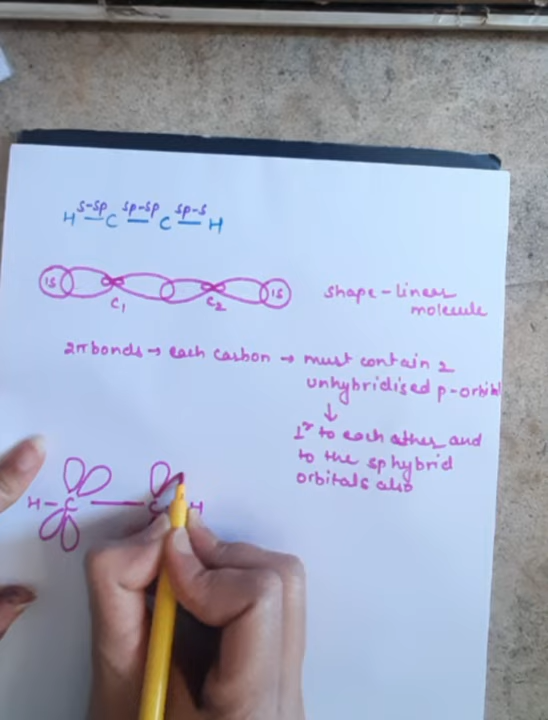 s-sp sp-sp sp-s
H — C — C — H
1s 1s
C1 C2
shape - linear
molecule
2π bonds → each carbon → must contain 2
unhybridised p-orbital
↓
1r to each other and
to the sp hybrid
orbitals also
H - C — C H